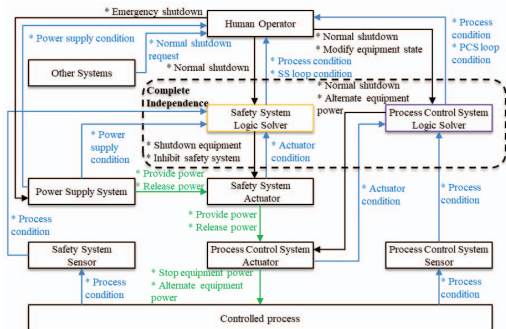 * Emergency shutdown
Human Operator
* Process
condition
* PCS loop
condition
* Power supply condition
* Normal shutdown
request
* Normal shutdown
* Modify equipment state
Other Systems
* Normal shutdown
* Process condition
* SS loop condition
* Normal shutdown
* Alternate equipment
power
Complete
Independence
Safety System
Logic Solver
Process Control System
Logic Solver
* Power supply
condition
* Shutdown equipment
* Inhibit safety system
* Actuator
condition
Power Supply System
* Provide power
* Release power
Safety System
Actuator
* Actuator
condition
* Process
condition
* Process
condition
* Provide power
* Release power
Safety System
Sensor
Process Control System
Actuator
Process Control System
Sensor
* Process
condition
* Stop equipment power
* Alternate equipment
power
* Process
condition
Controlled process